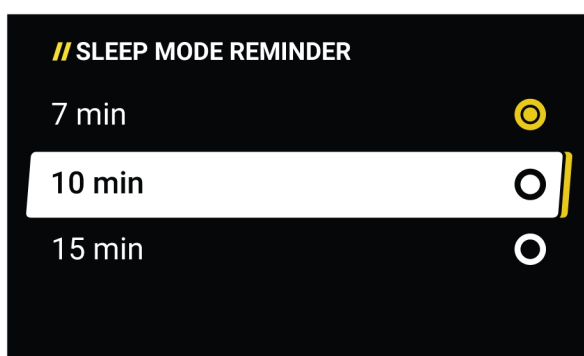 // SLEEP MODE REMINDER
7 min
10 min
15 min